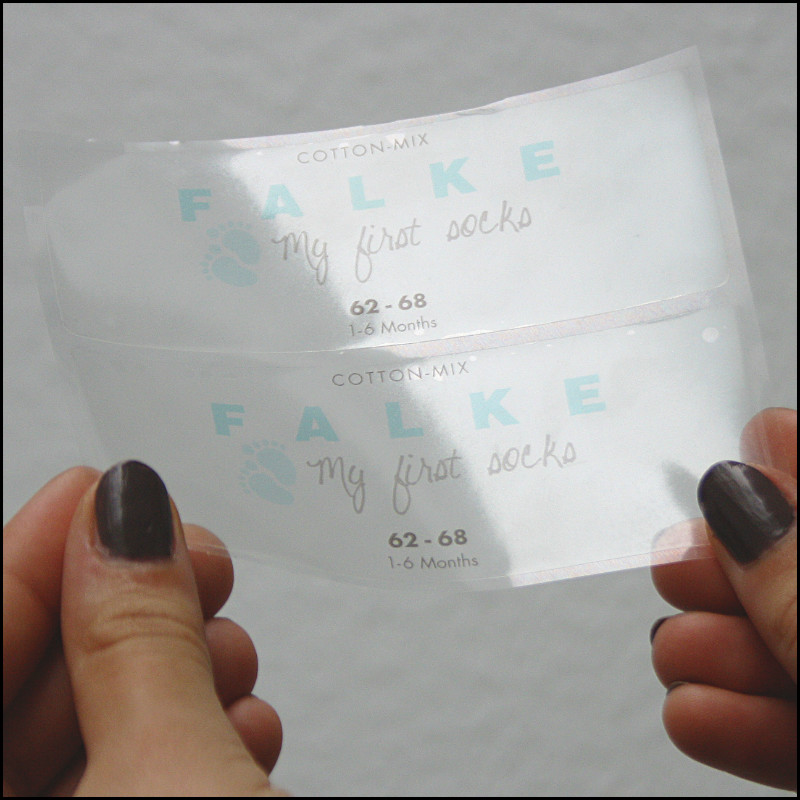 COTTON-MIX
FALKE
My first socks
62 - 68
1-6 Months
COTTON-MIX
FALKE
My first socks
62 - 68
1-6 Months